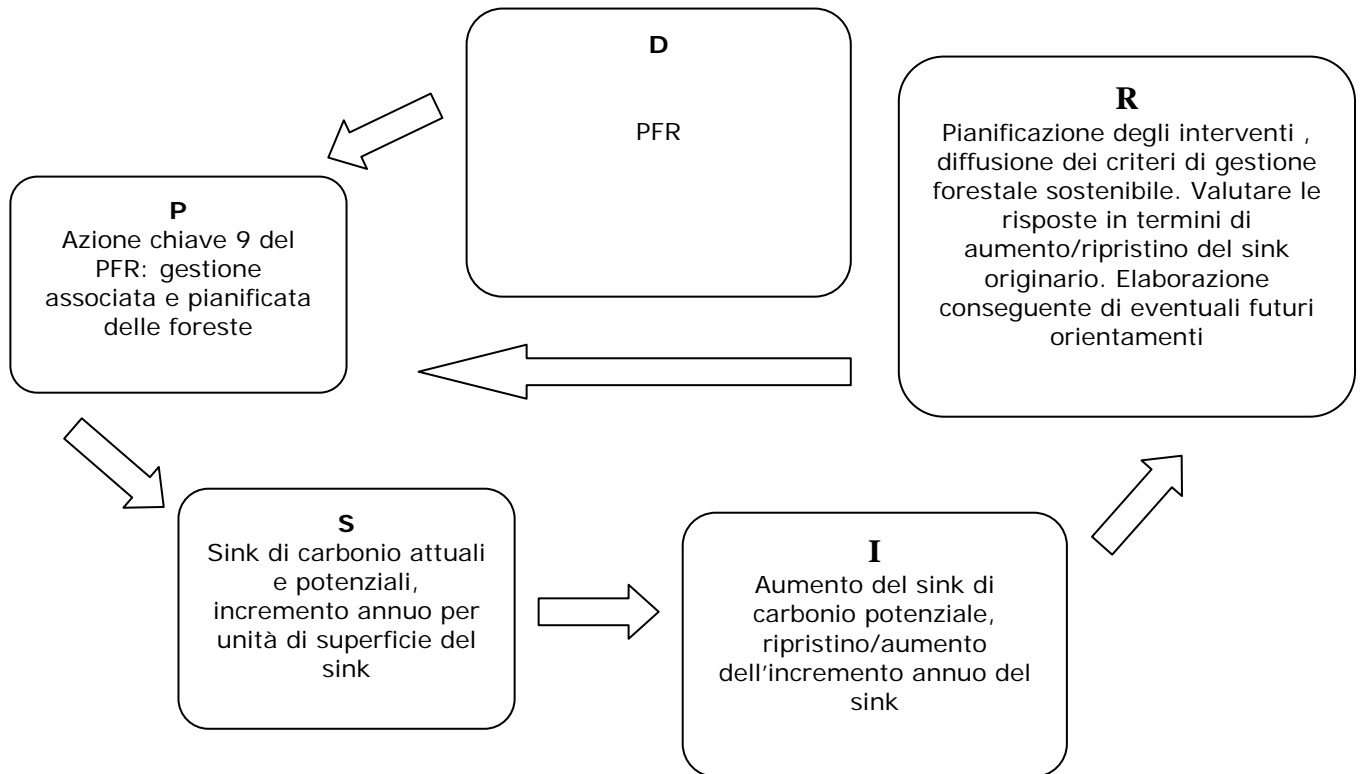 D
PFR
R
Pianificazione degli interventi ,
diffusione dei criteri di gestione
forestale sostenibile. Valutare le
risposte in termini di
aumento/ripristino del sink
originario. Elaborazione
conseguente di eventuali futuri
orientamenti
P
Azione chiave 9 del
PFR: gestione
associata e pianificata
delle foreste
S
Sink di carbonio attuali
e potenziali,
incremento annuo per
unità di superficie del
sink
I
Aumento del sink di
carbonio potenziale,
ripristino/aumento
dell’incremento annuo del
sink